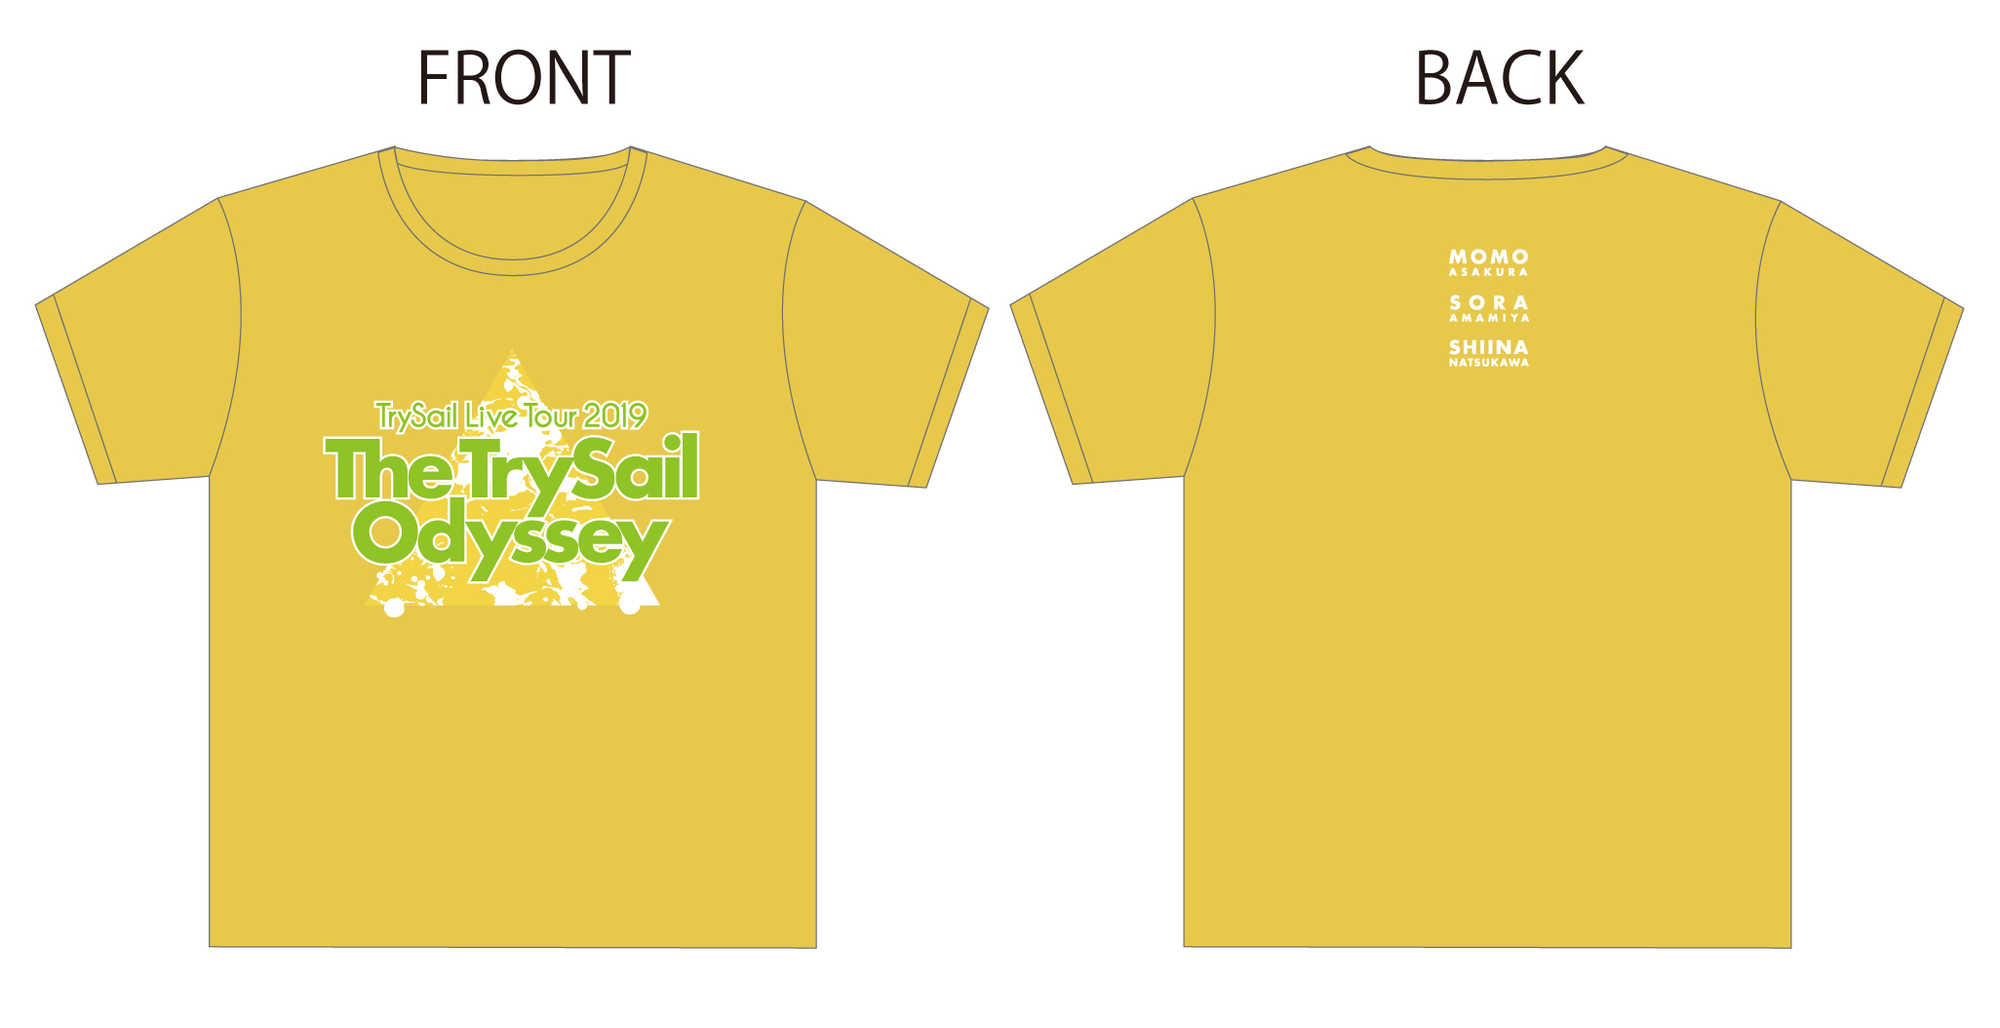 FRONT
TrySail Live Tour 2019
The TrySail
Odyssey
BACK
MOMO
ASAKURA
SORA
AMAMIYA
SHIINA
NATSUKAWA